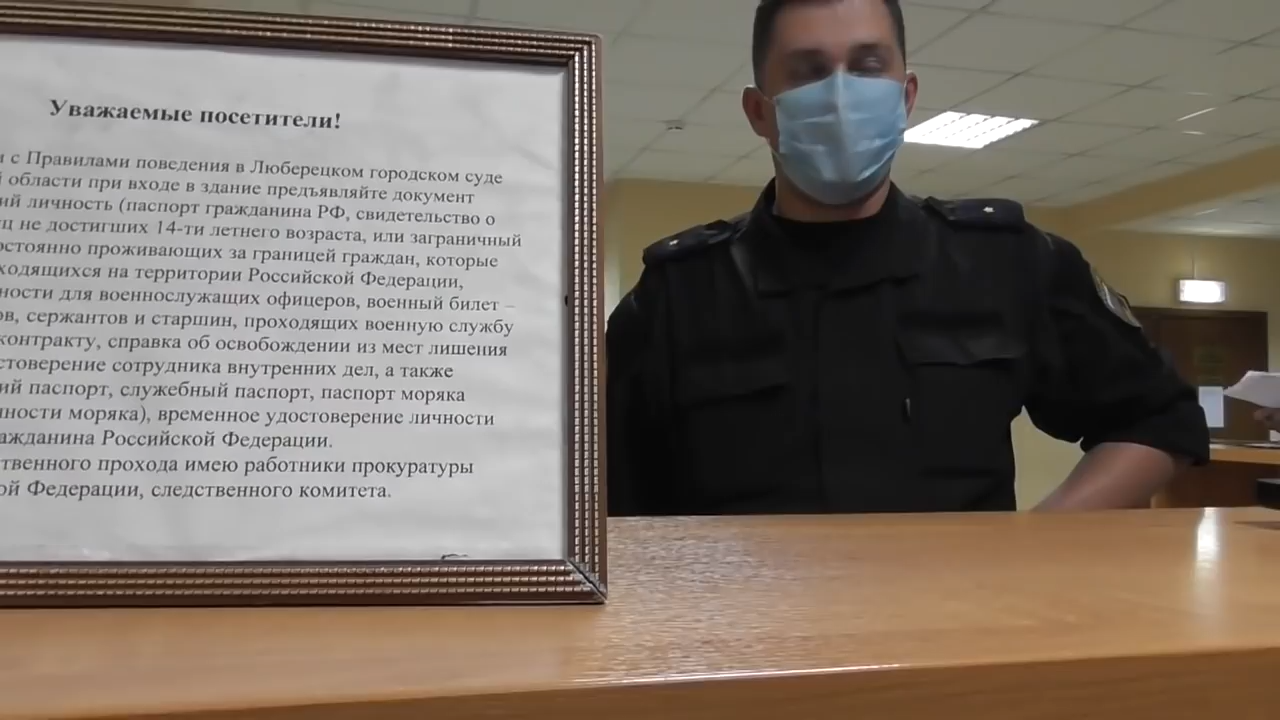 Уважаемые посетители!
с Правилами поведения в Люберецком городском суде
области при входе в здание предъявляйте документ
ий личность (паспорт гражданина РФ, свидетельство о
ц не достигших 14-ти летнего возраста, или заграничный
остоянно проживающих за границей граждан, которые
ходящихся на территории Российской Федерации,
ности для военнослужащих офицеров, военный билет –
ов, сержантов и старшин, проходящих военную службу
контракту, справка об освобождении из мест лишения
стоверение сотрудника внутренних дел, а также
ий паспорт, служебный паспорт, паспорт моряка
ности моряка), временное удостоверение личности
ажданина Российской Федерации.
твенного прохода имею работники прокуратуры
ой Федерации, следственного комитета.